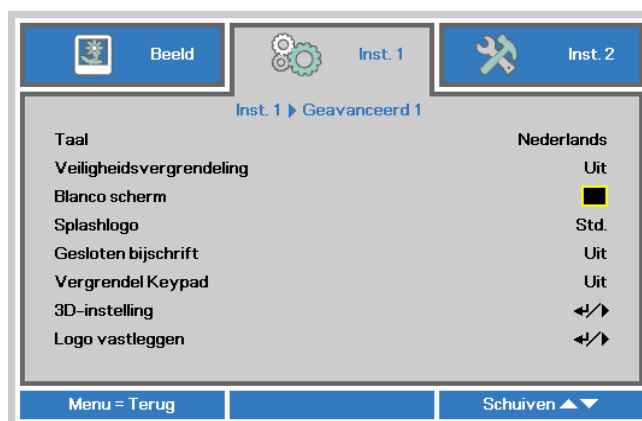 Beeld Inst. 1 Inst. 2
Inst. 1 Geavanceerd 1
Taal Nederlands
Veiligheidsvergrendeling Uit
Blanco scherm
Splashlogo Std.
Gesloten bijschrift Uit
Vergrendel Keypad Uit
3D-instelling /
Logo vastleggen /
Menu = Terug Schuiven